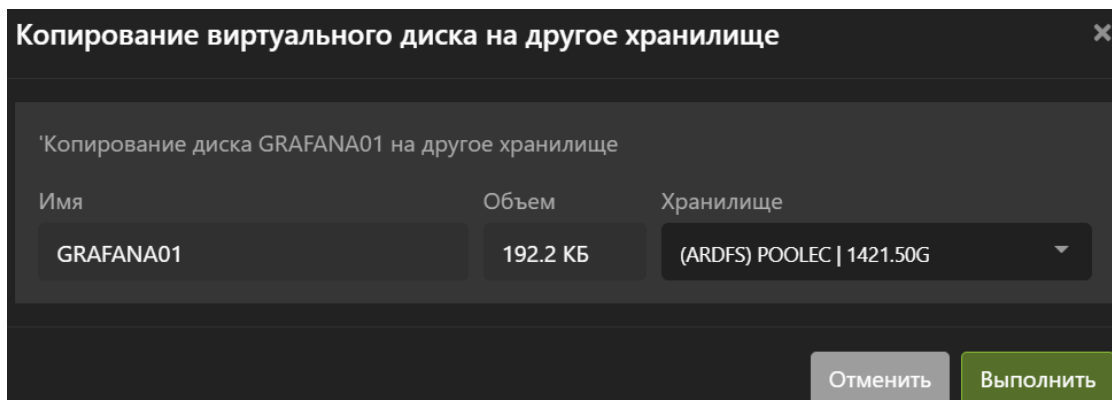 Копирование виртуального диска на другое хранилище
'Копирование диска GRAFANA01 на другое хранилище
Имя Объем Хранилище
GRAFANA01 192.2 КБ (ARDFS) POOLEC | 1421.50G
Отменить Выполнить